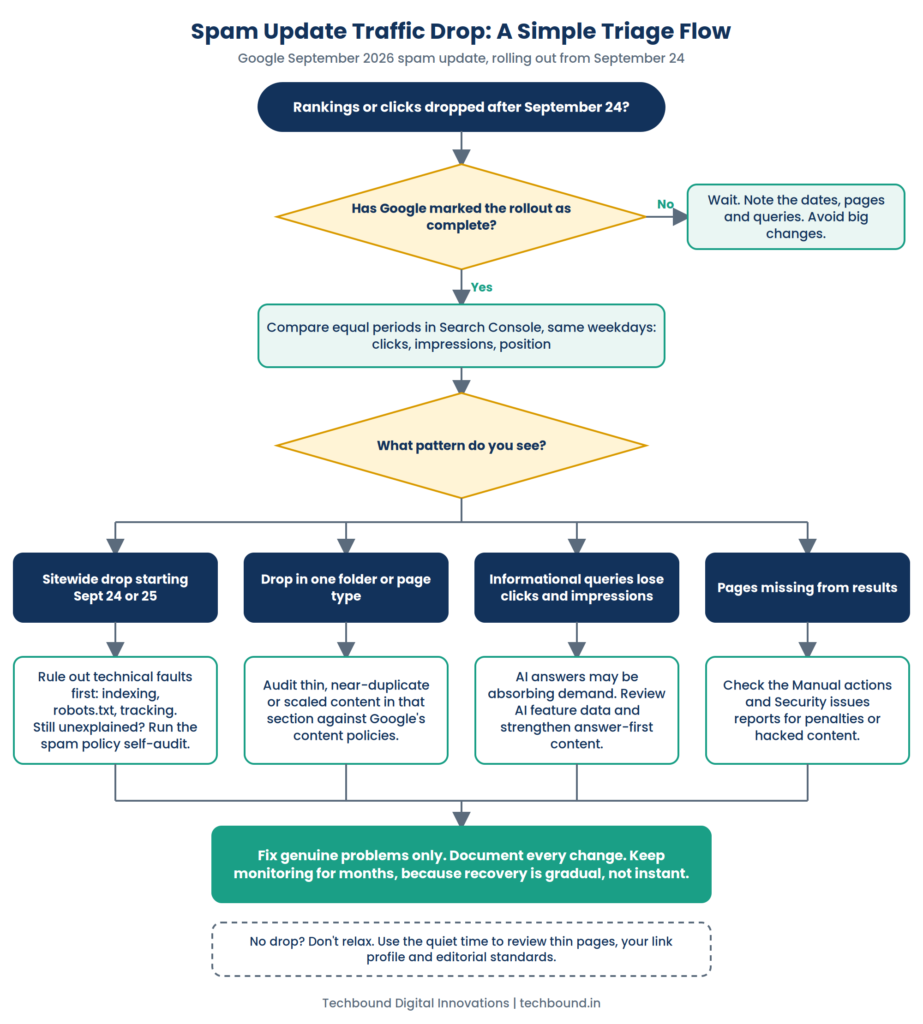 Spam Update Traffic Drop: A Simple Triage Flow
Google September 2026 spam update, rolling out from September 24
Rankings or clicks dropped after September 24?
Has Google marked the rollout as
complete?
No
Wait. Note the dates, pages
and queries. Avoid big
changes.
Yes
Compare equal periods in Search Console, same weekdays:
clicks, impressions, position
What pattern do you see?
Sitewide drop starting
Sept 24 or 25
Drop in one folder or page
type
Informational queries lose
clicks and impressions
Pages missing from results
Rule out technical faults
first: indexing,
robots.txt, tracking.
Still unexplained? Run the
spam policy self-audit.
Audit thin, near-duplicate
or scaled content in that
section against Google's
content policies.
AI answers may be
absorbing demand. Review
AI feature data and
strengthen answer-first
content.
Check the Manual actions
and Security issues
reports for penalties or
hacked content.
Fix genuine problems only. Document every change. Keep
monitoring for months, because recovery is gradual, not instant.
No drop? Don't relax. Use the quiet time to review thin pages, your link
profile and editorial standards.
Techbound Digital Innovations | techbound.in